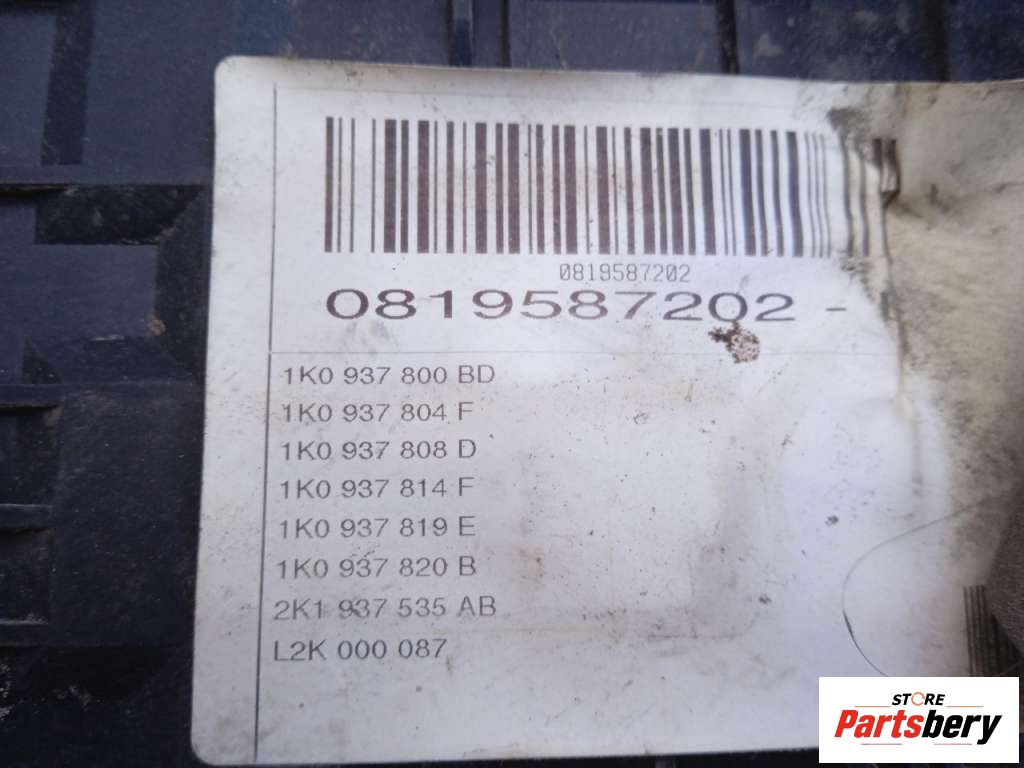 0819587202
0819587202 -
1K0 937 800 BD
1K0 937 804 F
1K0 937 808 D
1K0 937 814 F
1K0 937 819 E
1K0 937 820 B
2K1 937 535 AB
L2K 000 087
STORE
Partsbery